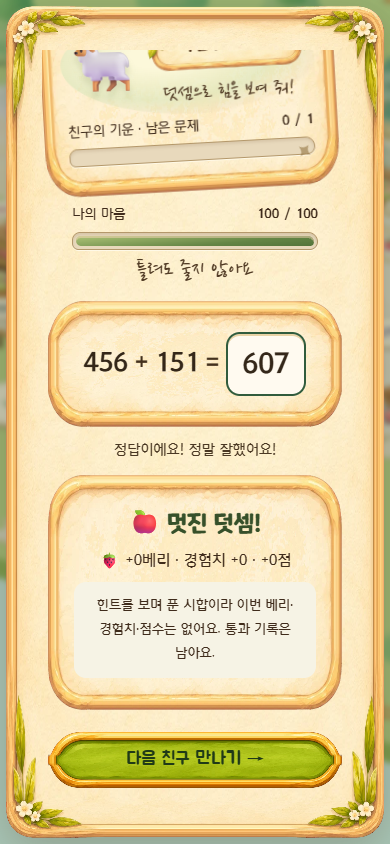 덧셈으로 힘을 보여 줘!
친구의 기운 · 남은 문제 0 / 1
나의 마음 100 / 100
틀려도 줄지 않아요
456 + 151 = 607
정답이에요! 정말 잘했어요!
멋진 덧셈!
+0베리 · 경험치 +0 · +0점
힌트를 보며 푼 시합이라 이번 베리·
경험치·점수는 없어요. 통과 기록은
남아요.
다음 친구 만나기 →